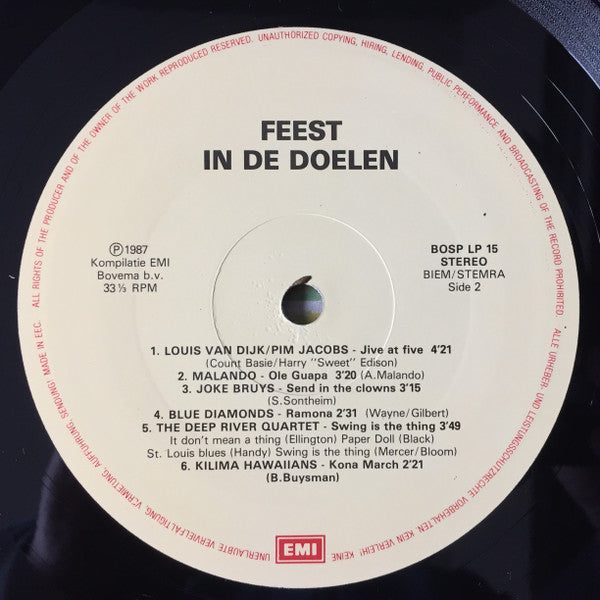 ALL RIGHTS OF THE PRODUCER AND OF THE OWNER OF THE WORK REPRODUCED RESERVED. UNAUTHORIZED COPYING, HIRING, LENDING, PUBLIC PERFORMANCE AND BROADCASTING OF THE RECORD PROHIBITED.
FEEST
IN DE DOELEN
Ⓟ1987
Kompilatie EMI
Bovema b.v.
33⅓ RPM
BOSP LP 15
STEREO
BIEM/STEMRA
Side 2
1. LOUIS VAN DIJK/PIM JACOBS - Jive at five 4'21
(Count Basie/Harry "Sweet" Edison)
2. MALANDO - Ole Guapa 3'20 (A.Malando)
3. JOKE BRUYS - Send in the clowns 3'15
(S.Sontheim)
4. BLUE DIAMONDS - Ramona 2'31 (Wayne/Gilbert)
5. THE DEEP RIVER QUARTET - Swing is the thing 3'49
It don't mean a thing (Ellington) Paper Doll (Black)
St. Louis blues (Handy) Swing is the thing (Mercer/Bloom)
6. KILIMA HAWAIIANS - Kona March 2'21
(B.Buysman)
EMI
ALLE URHEBER- UND LEISTUNGSSCHUTZRECHTE VORBEHALTEN. KEIN VERLEIH! KEINE UNERLAUBTE VERVIELFÄLTIGUNG, VERMIETUNG, AUFFÜHRUNG, SENDUNG! MADE IN EEC.